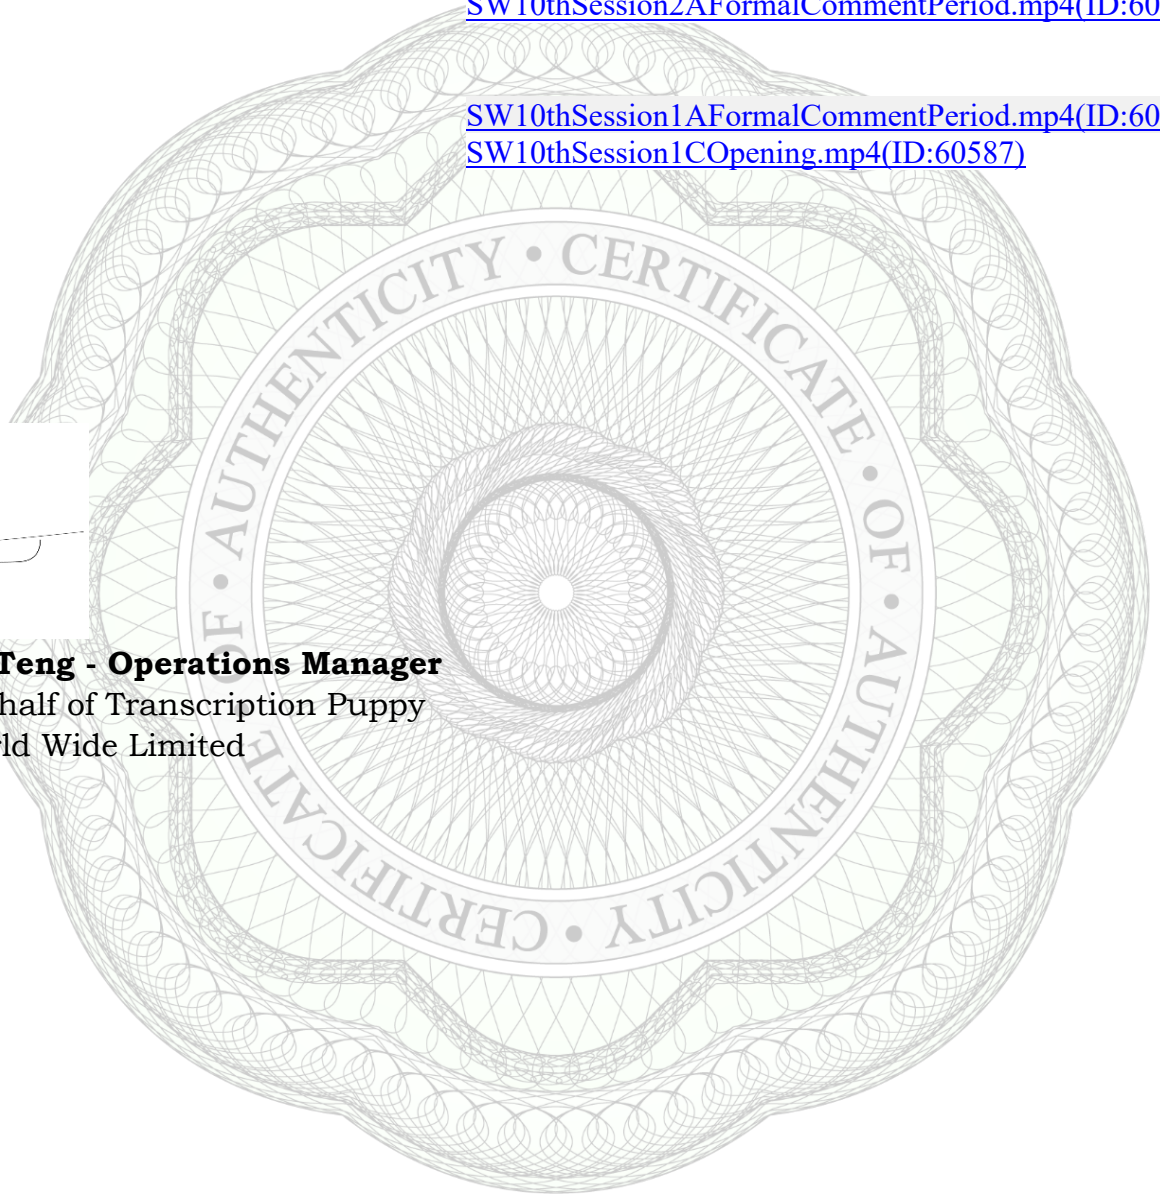 SW10thSession2AFormalCommentPeriod.mp4(ID:60
SW10thSession1AFormalCommentPeriod.mp4(ID:60
SW10thSession1COpening.mp4(ID:60587)
CERTIFICATE • OF • AUTHENTICITY • CERTIFICATE • OF • AUTHENTICITY •
Teng - Operations Manager
half of Transcription Puppy
ld Wide Limited